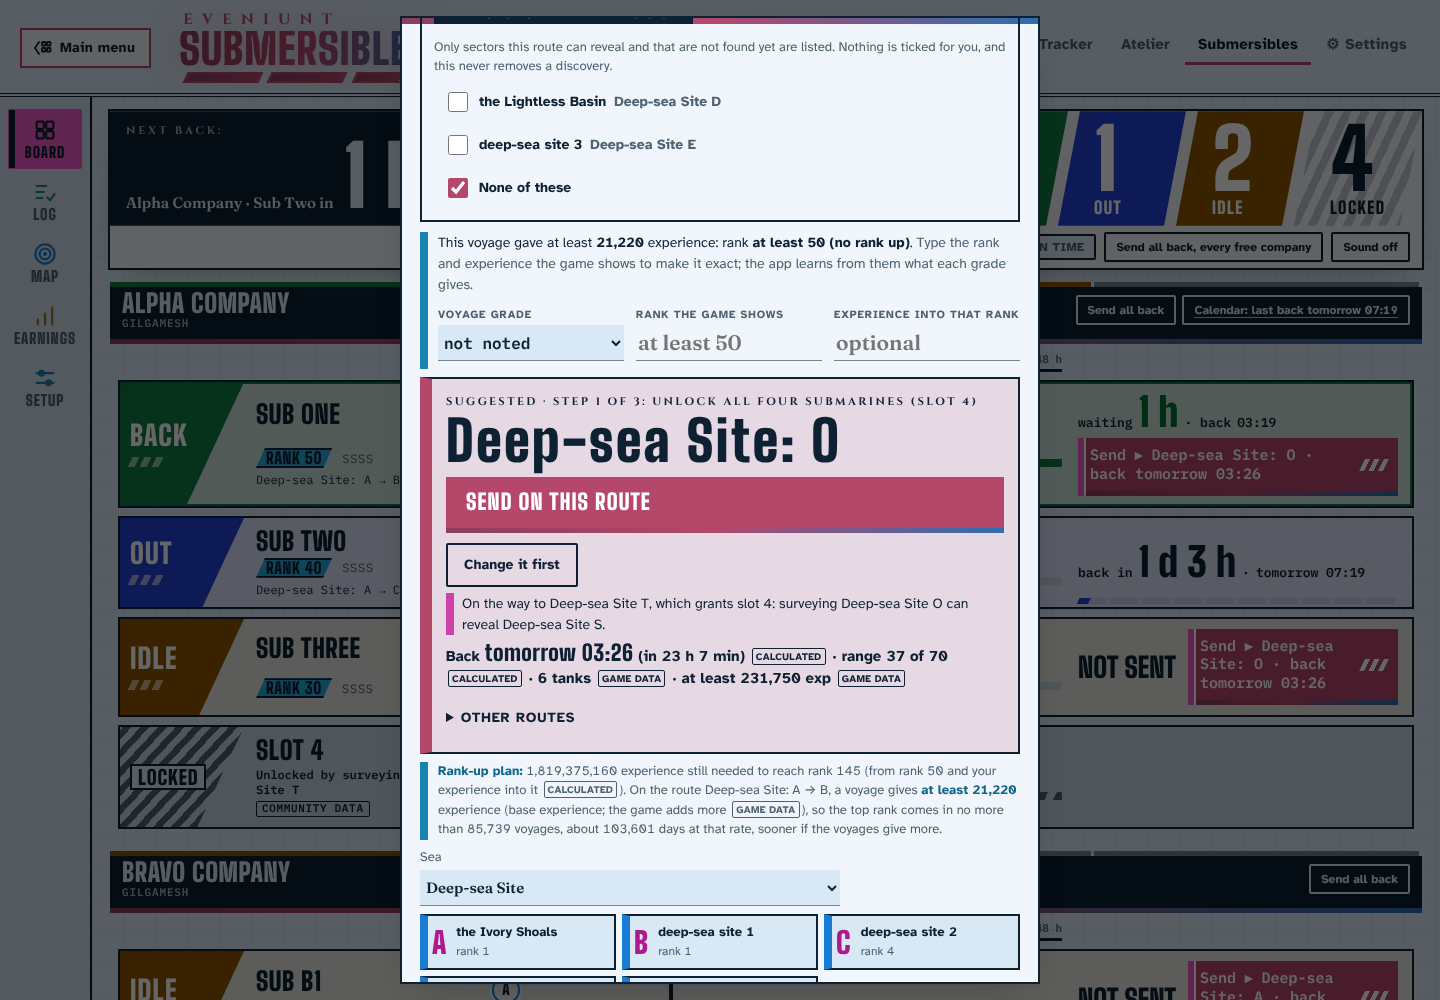 EVENIUNT
SUBMERSIBLE
Main menu
Tracker
Atelier
Submersibles
Settings
BOARD
LOG
MAP
EARNINGS
SETUP
NEXT BACK:
Alpha Company · Sub Two in
1
1
OUT
2
IDLE
4
LOCKED
N TIME
Send all back, every free company
Sound off
ALPHA COMPANY
GILGAMESH
Send all back
Calendar: last back tomorrow 07:19
48 h
BACK
SUB ONE
RANK 50
SSSS
Deep-sea Site: A → B
waiting 1 h · back 03:19
Send ▶ Deep-sea Site: O ·
back tomorrow 03:26
OUT
SUB TWO
RANK 40
SSSS
Deep-sea Site: A → C
back in 1 d 3 h · tomorrow 07:19
IDLE
SUB THREE
RANK 30
SSSS
NOT SENT
Send ▶ Deep-sea
Site: O · back
tomorrow 03:26
LOCKED
SLOT 4
Unlocked by surveyin
Site T
COMMUNITY DATA
BRAVO COMPANY
GILGAMESH
Send all back
48 h
IDLE
SUB B1
A
NOT SENT
Send ▶ Deep-sea
Site: A · back
Only sectors this route can reveal and that are not found yet are listed. Nothing is ticked for you, and
this never removes a discovery.
the Lightless Basin Deep-sea Site D
deep-sea site 3 Deep-sea Site E
None of these
This voyage gave at least 21,220 experience: rank at least 50 (no rank up). Type the rank
and experience the game shows to make it exact; the app learns from them what each grade
gives.
VOYAGE GRADE
RANK THE GAME SHOWS
EXPERIENCE INTO THAT RANK
not noted
at least 50
optional
SUGGESTED · STEP 1 OF 3: UNLOCK ALL FOUR SUBMARINES (SLOT 4)
Deep-sea Site: O
SEND ON THIS ROUTE
Change it first
On the way to Deep-sea Site T, which grants slot 4: surveying Deep-sea Site O can
reveal Deep-sea Site S.
Back tomorrow 03:26 (in 23 h 7 min) CALCULATED · range 37 of 70
CALCULATED · 6 tanks GAME DATA · at least 231,750 exp GAME DATA
▶ OTHER ROUTES
Rank-up plan: 1,819,375,160 experience still needed to reach rank 145 (from rank 50 and your
experience into it CALCULATED ). On the route Deep-sea Site: A → B, a voyage gives at least 21,220
experience (base experience; the game adds more GAME DATA ), so the top rank comes in no more
than 85,739 voyages, about 103,601 days at that rate, sooner if the voyages give more.
Sea
Deep-sea Site
A the Ivory Shoals
rank 1
B deep-sea site 1
rank 1
C deep-sea site 2
rank 4